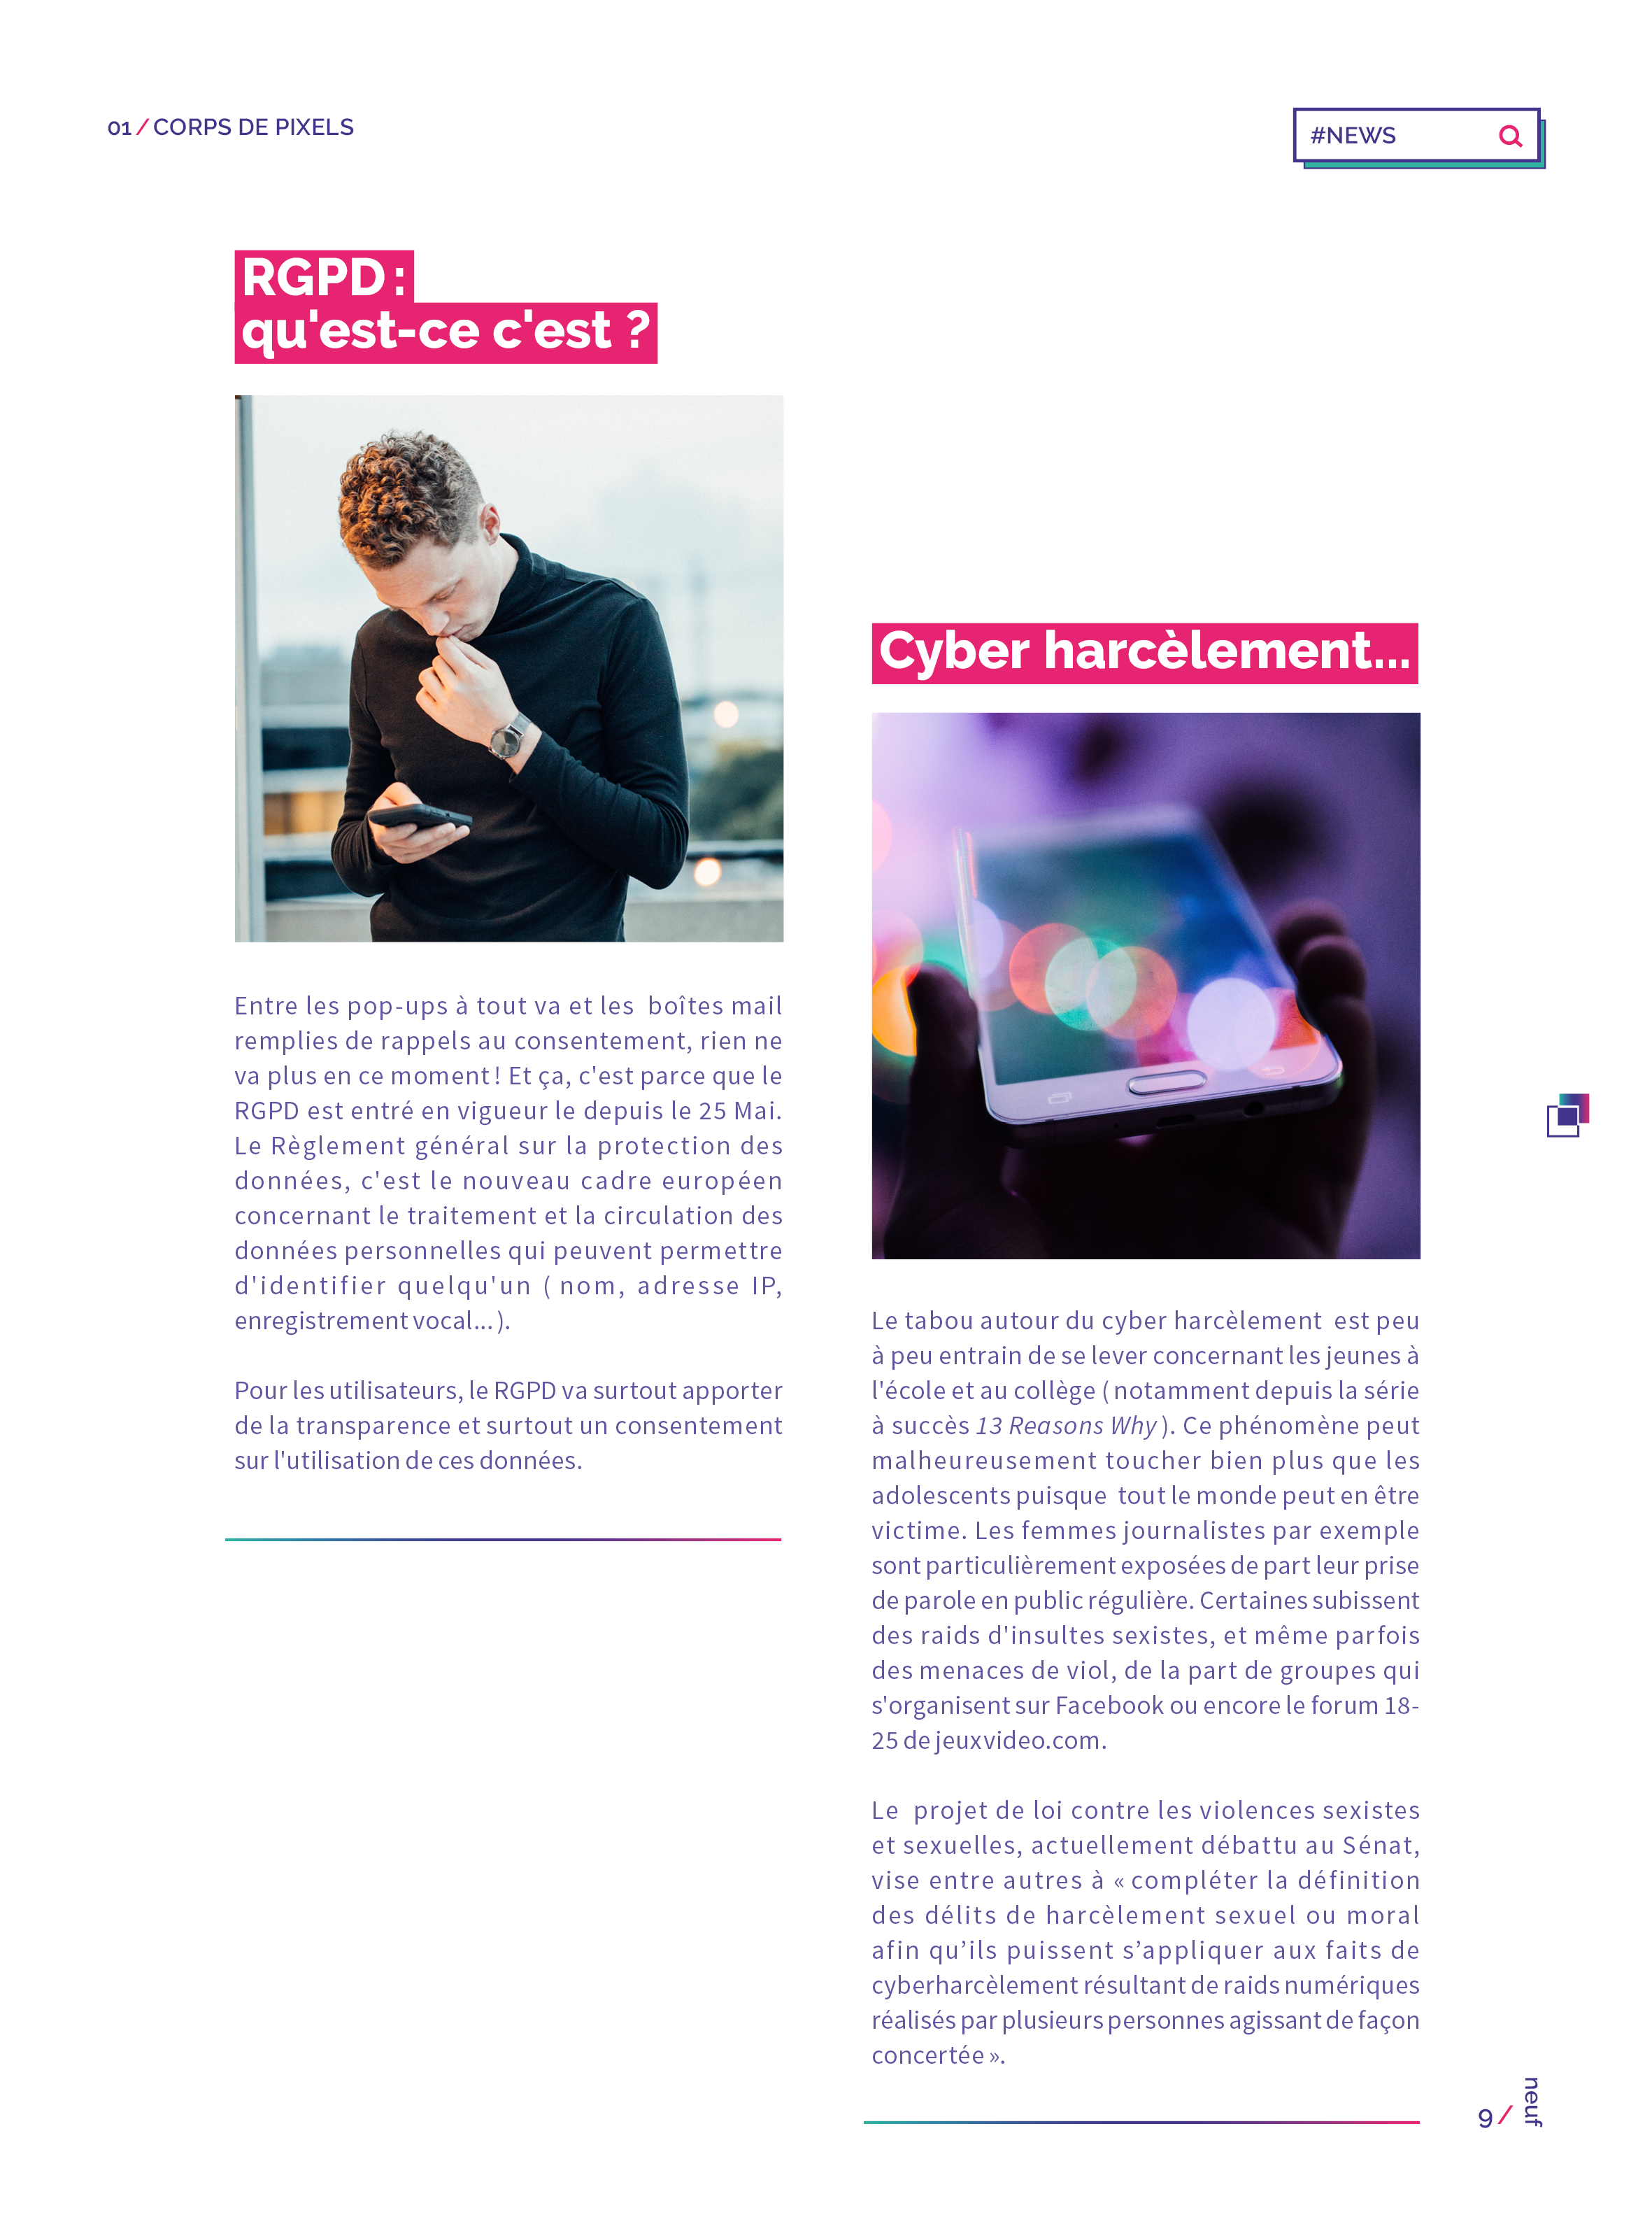 01 / CORPS DE PIXELS
#NEWS
RGPD :
qu'est-ce c'est ?
Entre les pop-ups à tout va et les boîtes mail
remplies de rappels au consentement, rien ne
va plus en ce moment ! Et ça, c'est parce que le
RGPD est entré en vigueur le depuis le 25 Mai.
Le Règlement général sur la protection des
données, c'est le nouveau cadre européen
concernant le traitement et la circulation des
données personnelles qui peuvent permettre
d'identifier quelqu'un ( nom, adresse IP,
enregistrement vocal... ).
Pour les utilisateurs, le RGPD va surtout apporter
de la transparence et surtout un consentement
sur l'utilisation de ces données.
Cyber harcèlement...
Le tabou autour du cyber harcèlement est peu
à peu entrain de se lever concernant les jeunes à
l'école et au collège ( notamment depuis la série
à succès 13 Reasons Why ). Ce phénomène peut
malheureusement toucher bien plus que les
adolescents puisque tout le monde peut en être
victime. Les femmes journalistes par exemple
sont particulièrement exposées de part leur prise
de parole en public régulière. Certaines subissent
des raids d'insultes sexistes, et même parfois
des menaces de viol, de la part de groupes qui
s'organisent sur Facebook ou encore le forum 18-
25 de jeuxvideo.com.
Le projet de loi contre les violences sexistes
et sexuelles, actuellement débattu au Sénat,
vise entre autres à « compléter la définition
des délits de harcèlement sexuel ou moral
afin qu’ils puissent s’appliquer aux faits de
cyberharcèlement résultant de raids numériques
réalisés par plusieurs personnes agissant de façon
concertée ».
9 / neuf